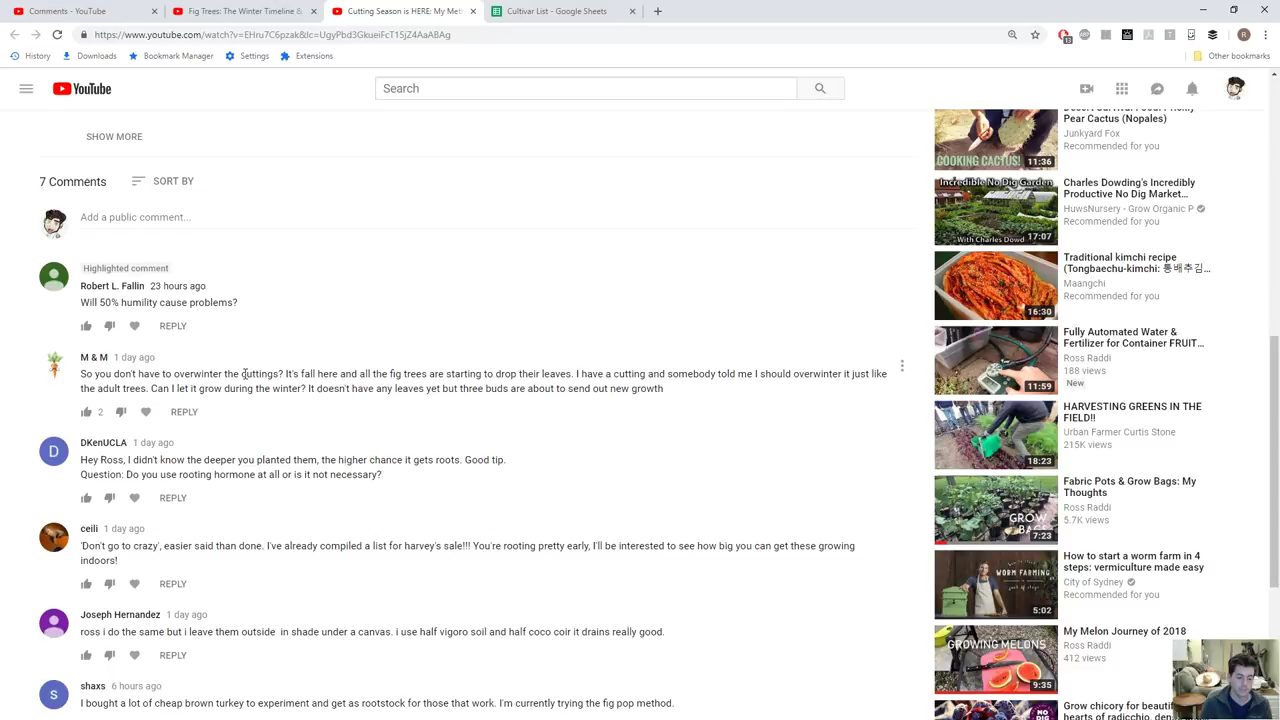 Comments - YouTube
Fig Trees: The Winter Timeline &
Cutting Season is HERE: My Met
Cultivar List - Google Sheets
https://www.youtube.com/watch?v=EHru7C6pzak&lc=UgyPbd3GkueiFcT15jZ4AaABAg
History
Downloads
Bookmark Manager
Settings
Extensions
Other bookmarks
YouTube
Search
SHOW MORE
7 Comments
SORT BY
Add a public comment...
Highlighted comment
Robert L. Fallin 23 hours ago
Will 50% humility cause problems?
REPLY
M & M 1 day ago
So you don't have to overwinter the cuttings? It's fall here and all the fig trees are starting to drop their leaves. I have a cutting and somebody told me I should overwinter it just like
the adult trees. Can I let it grow during the winter? It doesn't have any leaves yet but three buds are about to send out new growth
2 REPLY
DKenUCLA 1 day ago
Hey Ross, I didn't know the deeper you planted them, the higher chance it gets roots. Good tip.
Question: Do you use rooting hormone at all or is it not necessary?
REPLY
ceili 1 day ago
'Don't go to crazy', easier said than done. I've already compiled a list for harvey's sale!!! You're rooting pretty early, I'll be interested to see how big you can get these growing
indoors!
REPLY
Joseph Hernandez 1 day ago
ross i do the same but i leave them outside in shade under a canvas. i use half vigoro soil and half coco coir it drains really good.
REPLY
shaxs 6 hours ago
I bought a lot of cheap brown turkey to experiment and get as rootstock for those that work. I'm currently trying the fig pop method.
COOKING CACTUS!
11:36
Pear Cactus (Nopales)
Junkyard Fox
Recommended for you
Incredible No Dig Garden
With Charles Dowd
17:07
Charles Dowding's Incredibly
Productive No Dig Market...
HuwsNursery - Grow Organic P
Recommended for you
16:30
Traditional kimchi recipe
(Tongbaechu-kimchi: 통배추김...
Maangchi
Recommended for you
11:59
Fully Automated Water &
Fertilizer for Container FRUIT...
Ross Raddi
188 views
New
18:23
HARVESTING GREENS IN THE
FIELD!!
Urban Farmer Curtis Stone
215K views
GROW
BAGS
7:23
Fabric Pots & Grow Bags: My
Thoughts
Ross Raddi
5.7K views
WORM FARMING
5:02
How to start a worm farm in 4
steps: vermiculture made easy
City of Sydney
Recommended for you
GROWING MELONS
9:35
My Melon Journey of 2018
Ross Raddi
412 views
NO
DIG
Grow chicory for beautif
hearts of radicchio, den